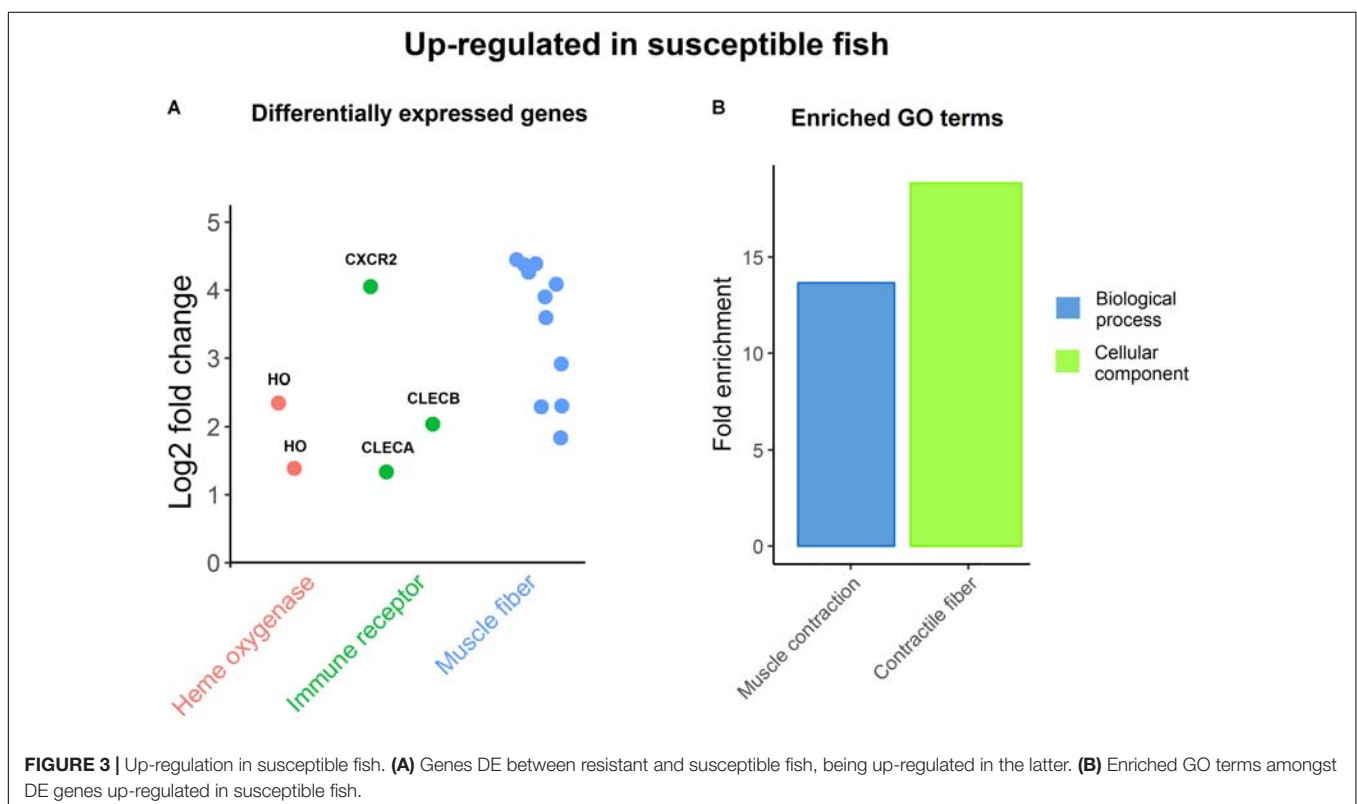 Up-regulated in susceptible fish
A
Differentially expressed genes
Log2 fold change
5
4
3
2
1
0
HO
HO
CXCR2
CLECA
CLECB
Heme oxygenase
Immune receptor
Muscle fiber
B
Enriched GO terms
Fold enrichment
15
10
5
0
Muscle contraction
Contractile fiber
Biological
process
Cellular
component
FIGURE 3 | Up-regulation in susceptible fish. (A) Genes DE between resistant and susceptible fish, being up-regulated in the latter. (B) Enriched GO terms amongst
DE genes up-regulated in susceptible fish.